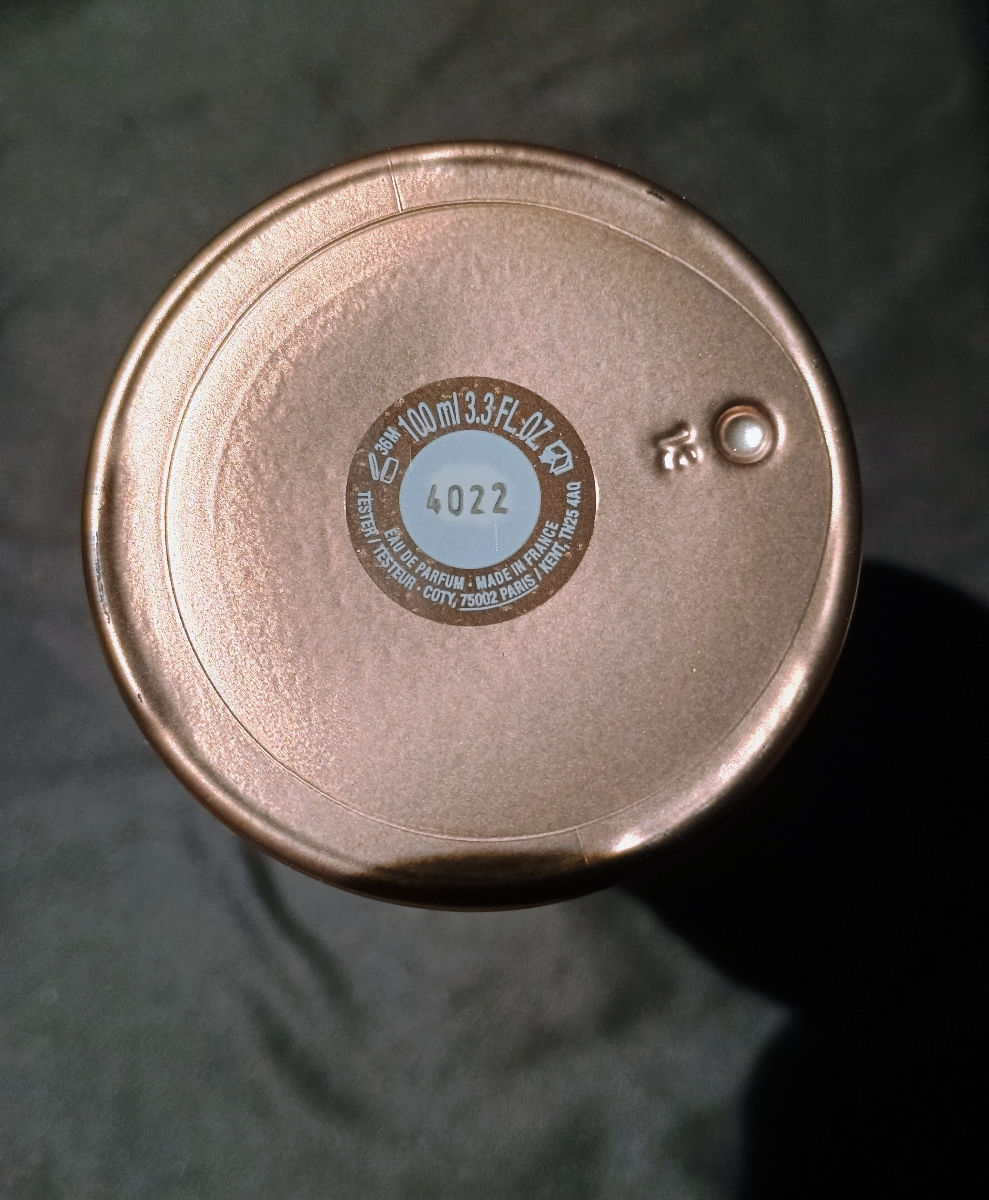 36M 100 ml 3.3 FL.OZ
4022
EAU DE PARFUM · MADE IN FRANCE
TESTER / TESTEUR · COTY, 75002 PARIS / KENT, TN25 4AQ